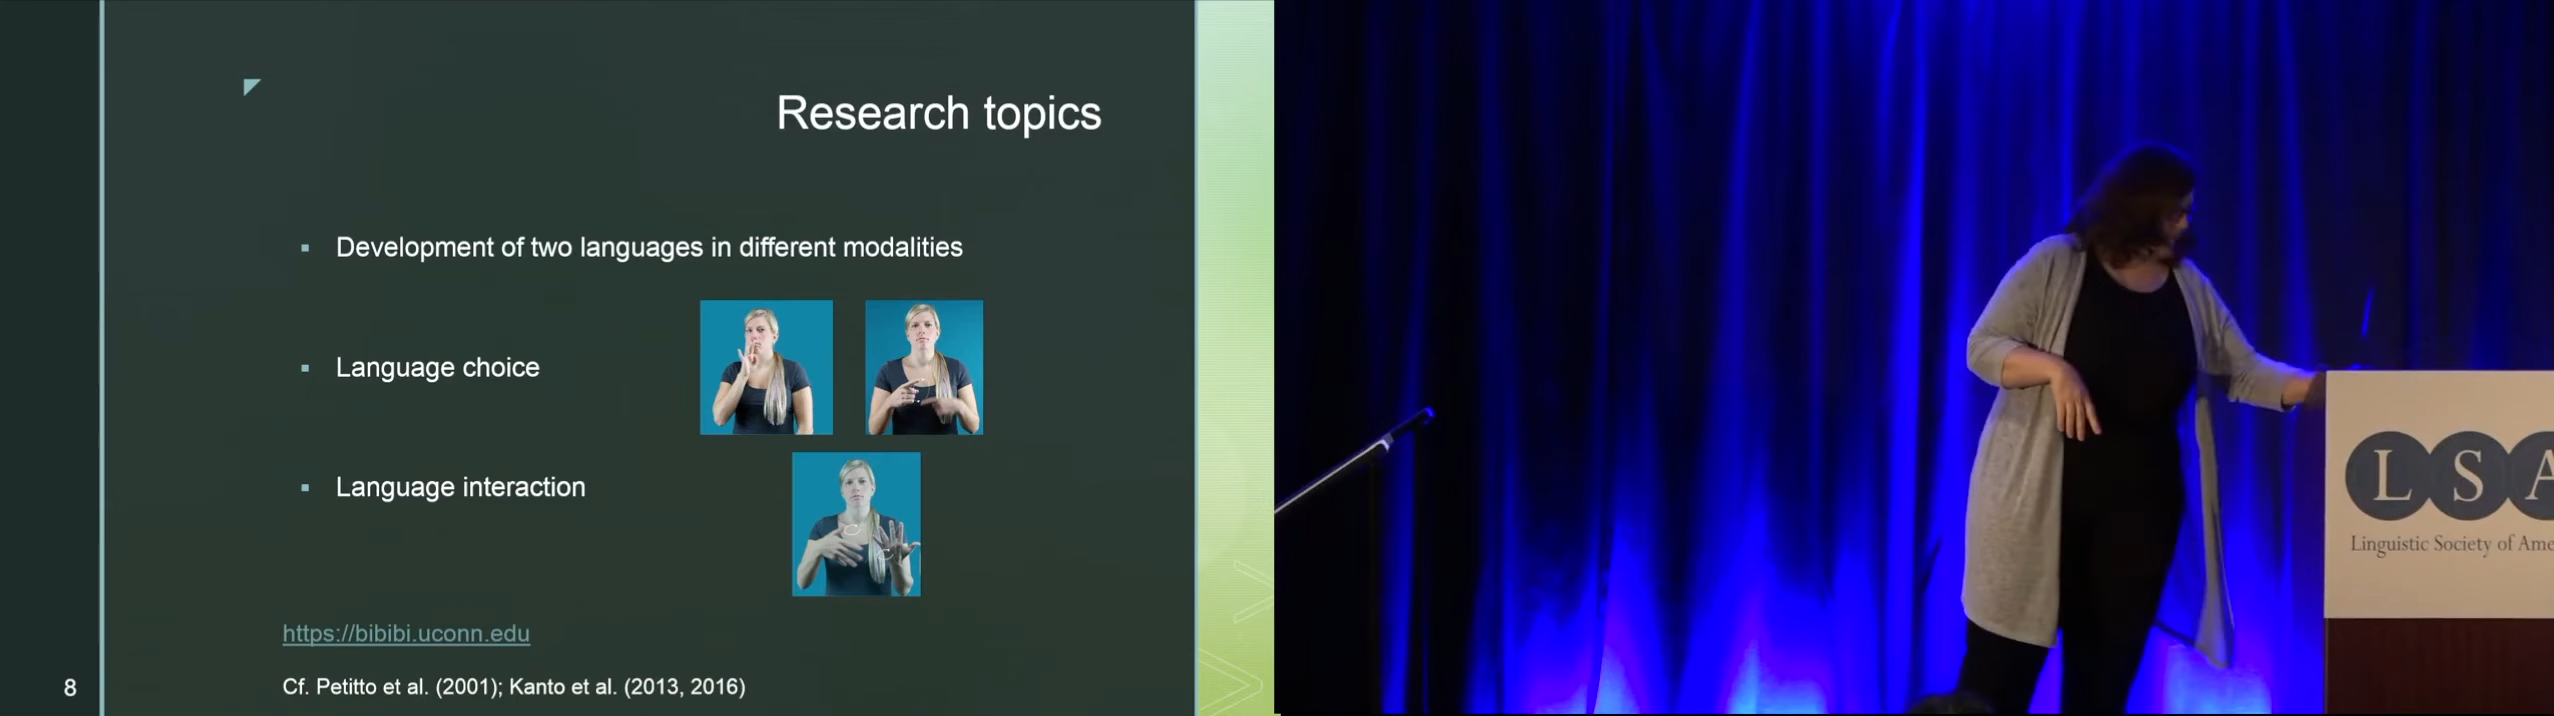 Research topics
▪ Development of two languages in different modalities
▪ Language choice
▪ Language interaction
https://bibibi.uconn.edu
Cf. Petitto et al. (2001); Kanto et al. (2013, 2016)
8
LSA
Linguistic Society of Ame